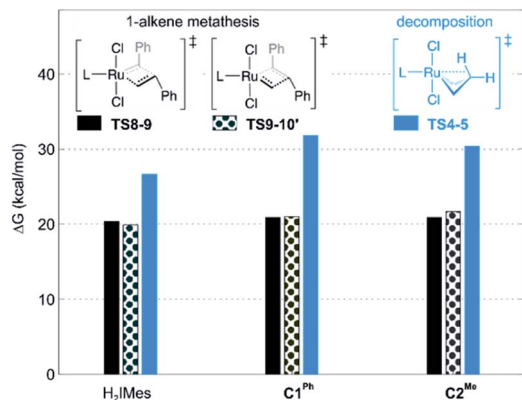 1-alkene metathesis
decomposition
‡
‡
‡
Cl
Ph
Cl
Ph
Cl
H
L
Ru
L
Ru
L
Ru
H
Cl
Ph
Cl
Ph
Cl
TS8-9
TS9-10'
TS4-5
ΔG (kcal/mol)
40
30
20
10
0
H₂IMes
C1ᴾʰ
C2ᴹᵉ